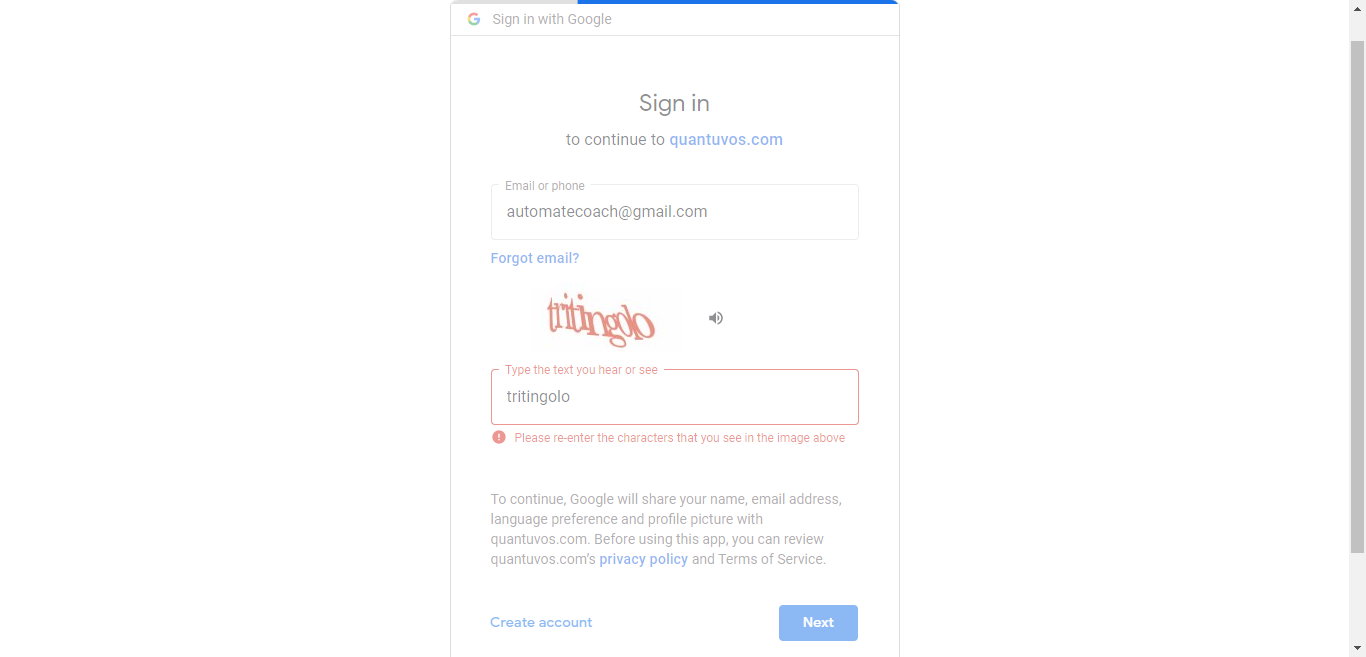 Sign in with Google
Sign in
to continue to quantuvos.com
Email or phone
automatecoach@gmail.com
Forgot email?
tritingolo
Type the text you hear or see
tritingolo
Please re-enter the characters that you see in the image above
To continue, Google will share your name, email address,
language preference and profile picture with
quantuvos.com. Before using this app, you can review
quantuvos.com's privacy policy and Terms of Service.
Create account
Next